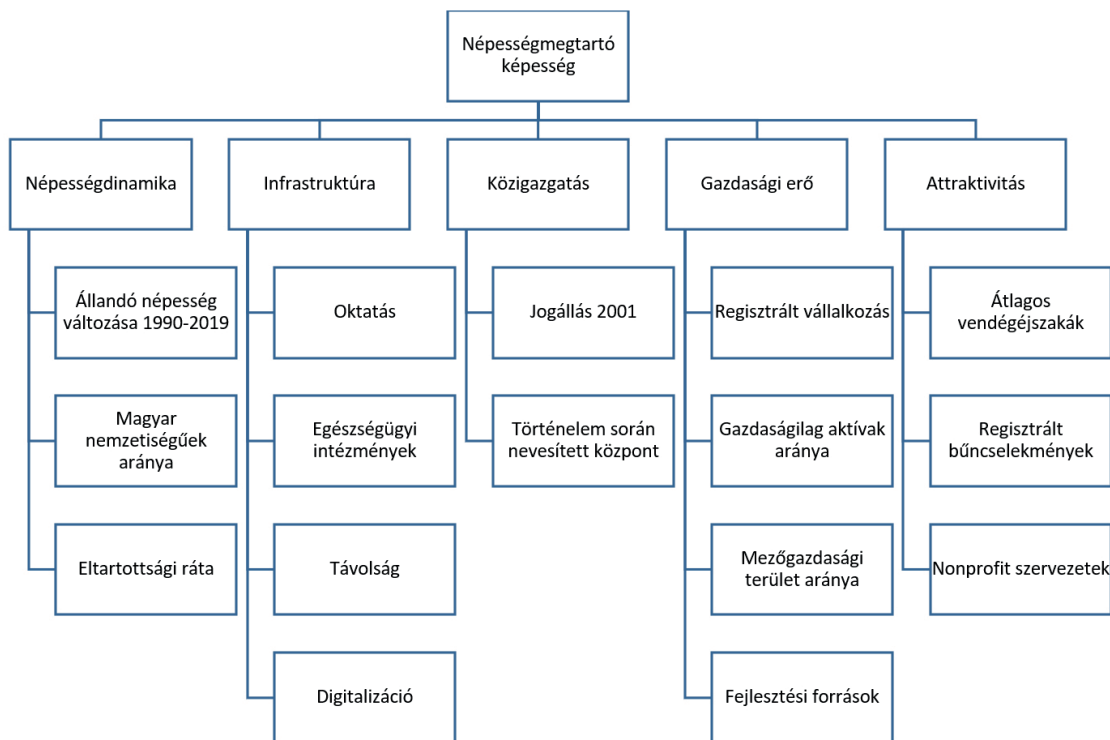 Népességmegtartó
képesség
Népességdinamika
Infrastruktúra
Közigazgatás
Gazdasági erő
Attraktivitás
Állandó népesség
változása 1990-2019
Oktatás
Jogállás 2001
Regisztrált vállalkozás
Átlagos
vendégéjszakák
Magyar
nemzetiségűek
aránya
Egészségügyi
intézmények
Történelem során
nevesített központ
Gazdaságilag aktívak
aránya
Regisztrált
bűncselekmények
Eltartottsági ráta
Távolság
Mezőgazdasági
terület aránya
Nonprofit szervezetek
Digitalizáció
Fejlesztési források